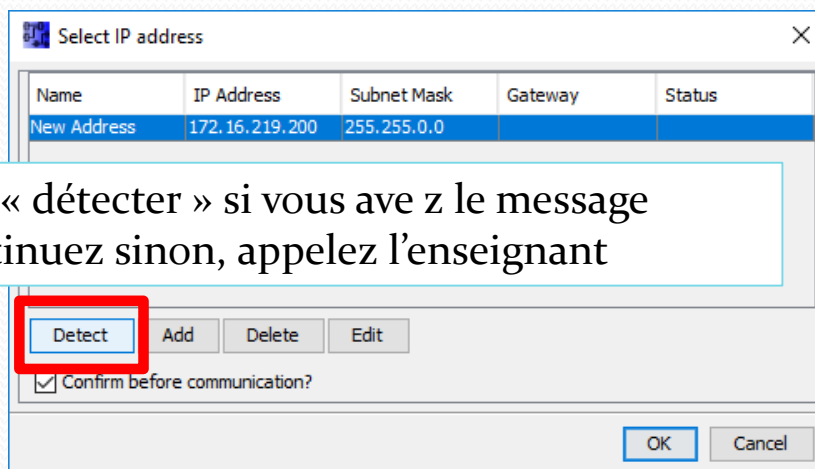 Select IP address
Name IP Address Subnet Mask Gateway Status
New Address 172.16.219.200 255.255.0.0
« détecter » si vous ave z le message
tinuez sinon, appelez l’enseignant
Detect Add Delete Edit
Confirm before communication?
OK Cancel